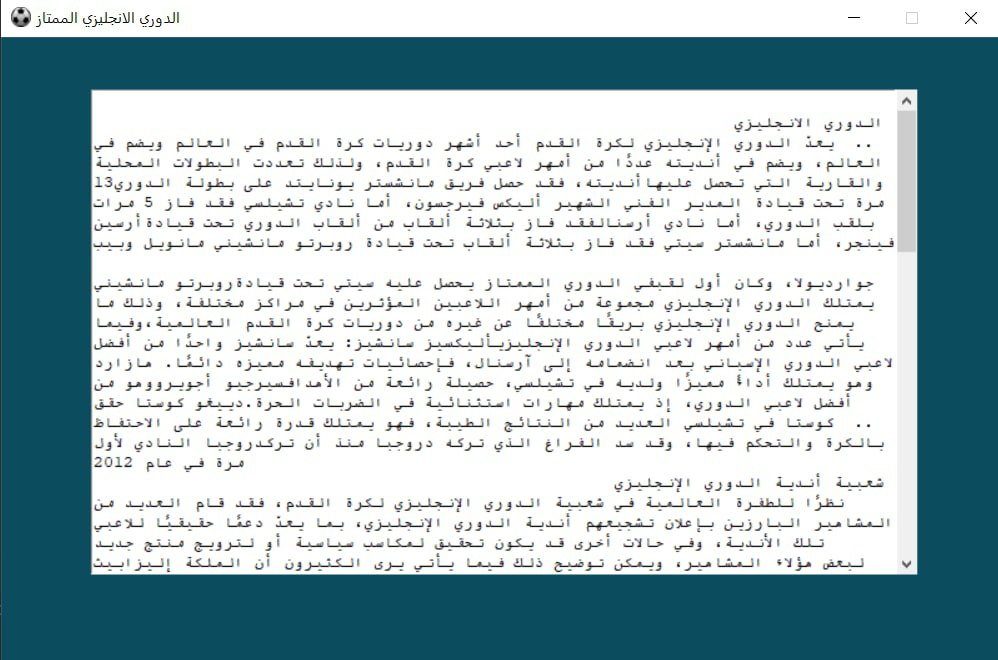 الدوري الانجليزي الممتاز
الدوري الانجليزي
.. يعدّ الدوري الإنجليزي لكرة القدم أحد أشهر دوريات كرة القدم في العالم ويضم في
العالم، ويضم في أنديته عددًا من أمهر لاعبي كرة القدم، ولذلك تعددت البطولات المحلية
والقارية التي تحصل عليها أنديته، فقد حصل فريق مانشستر يونايتد على بطولة الدوري13
مرة تحت قيادة المدير الفني الشهير أليكس فيرجسون، أما نادي تشيلسي فقد فاز 5 مرات
بلقب الدوري، أما نادي أرسنالفقد فاز بثلاثة ألقاب من ألقاب الدوري تحت قيادة أرسين
فينجر، أما مانشستر سيتي فقد فاز بثلاثة ألقاب تحت قيادة روبرتو مانشيني مانويل وبيب
جوارديولا، وكان أول لقبفي الدوري الممتاز يحصل عليه سيتي تحت قيادة روبرتو مانشيني
يمتلك الدوري الإنجليزي مجموعة من أمهر اللاعبين المؤثرين في مراكز مختلفة، وذلك ما
يمنح الدوري الإنجليزي بريقًا مختلفًا عن غيره من دوريات كرة القدم العالمية،وفيما
يأتي عدد من أمهر لاعبي الدوري الإنجليزيأليكسيز سانشيز: يعدّ سانشيز واحدًا من أفضل
لاعبي الدوري الإسباني بعد انضمامه إلى آرسنال، فإحصائيات تهديفه مميزه دائمًا. هازارد
وهو يمتلك أداءً مميزًا ولديه في تشيلسي، حصيلة رائعة من الأهدافسيرجيو أجويرووهو من
أفضل لاعبي الدوري، إذ يمتلك مهارات استثنائية في الضربات الحرة.دييغو كوستا حقق
.. كوستا في تشيلسي العديد من النتائج الطيبة، فهو يمتلك قدرة رائعة على الاحتفاظ
بالكرة والتحكم فيها، وقد سد الفراغ الذي تركه دروجبا منذ أن تركدروجبا النادي لأول
مرة في عام 2012
شعبية أندية الدوري الإنجليزي
نظرًا للطفرة العالمية في شعبية الدوري الإنجليزي لكرة القدم، فقد قام العديد من
المشاهير البارزين بإعلان تشجيعهم أندية الدوري الإنجليزي، بما يعدّ دعمًا حقيقيًا للاعبي
تلك الأندية، وفي حالات أخرى قد يكون تحقيق لمكاسب سياسية أو لترويج منتج جديد
لبعض هؤلاء المشاهير، ويمكن توضيح ذلك فيما يأتي يرى الكثيرون أن الملكة إليزابيث